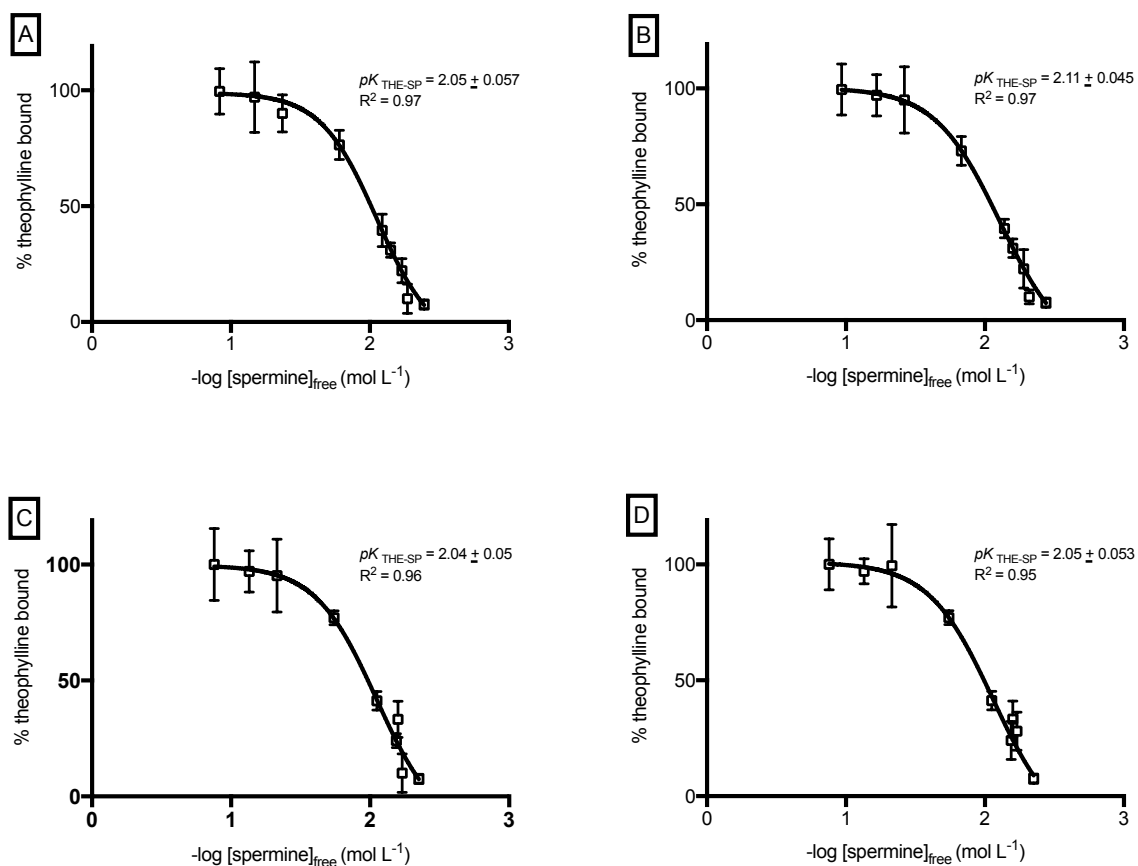 A
pK THE-SP = 2.05 ± 0.057
R² = 0.97
100
50
0
% theophylline bound
0 1 2 3
-log [spermine]free (mol L⁻¹)
B
pK THE-SP = 2.11 ± 0.045
R² = 0.97
100
50
0
% theophylline bound
0 1 2 3
-log [spermine]free (mol L⁻¹)
C
pK THE-SP = 2.04 ± 0.05
R² = 0.96
100
50
0
% theophylline bound
0 1 2 3
-log [spermine]free (mol L⁻¹)
D
pK THE-SP = 2.05 ± 0.053
R² = 0.95
100
50
0
% theophylline bound
0 1 2 3
-log [spermine]free (mol L⁻¹)